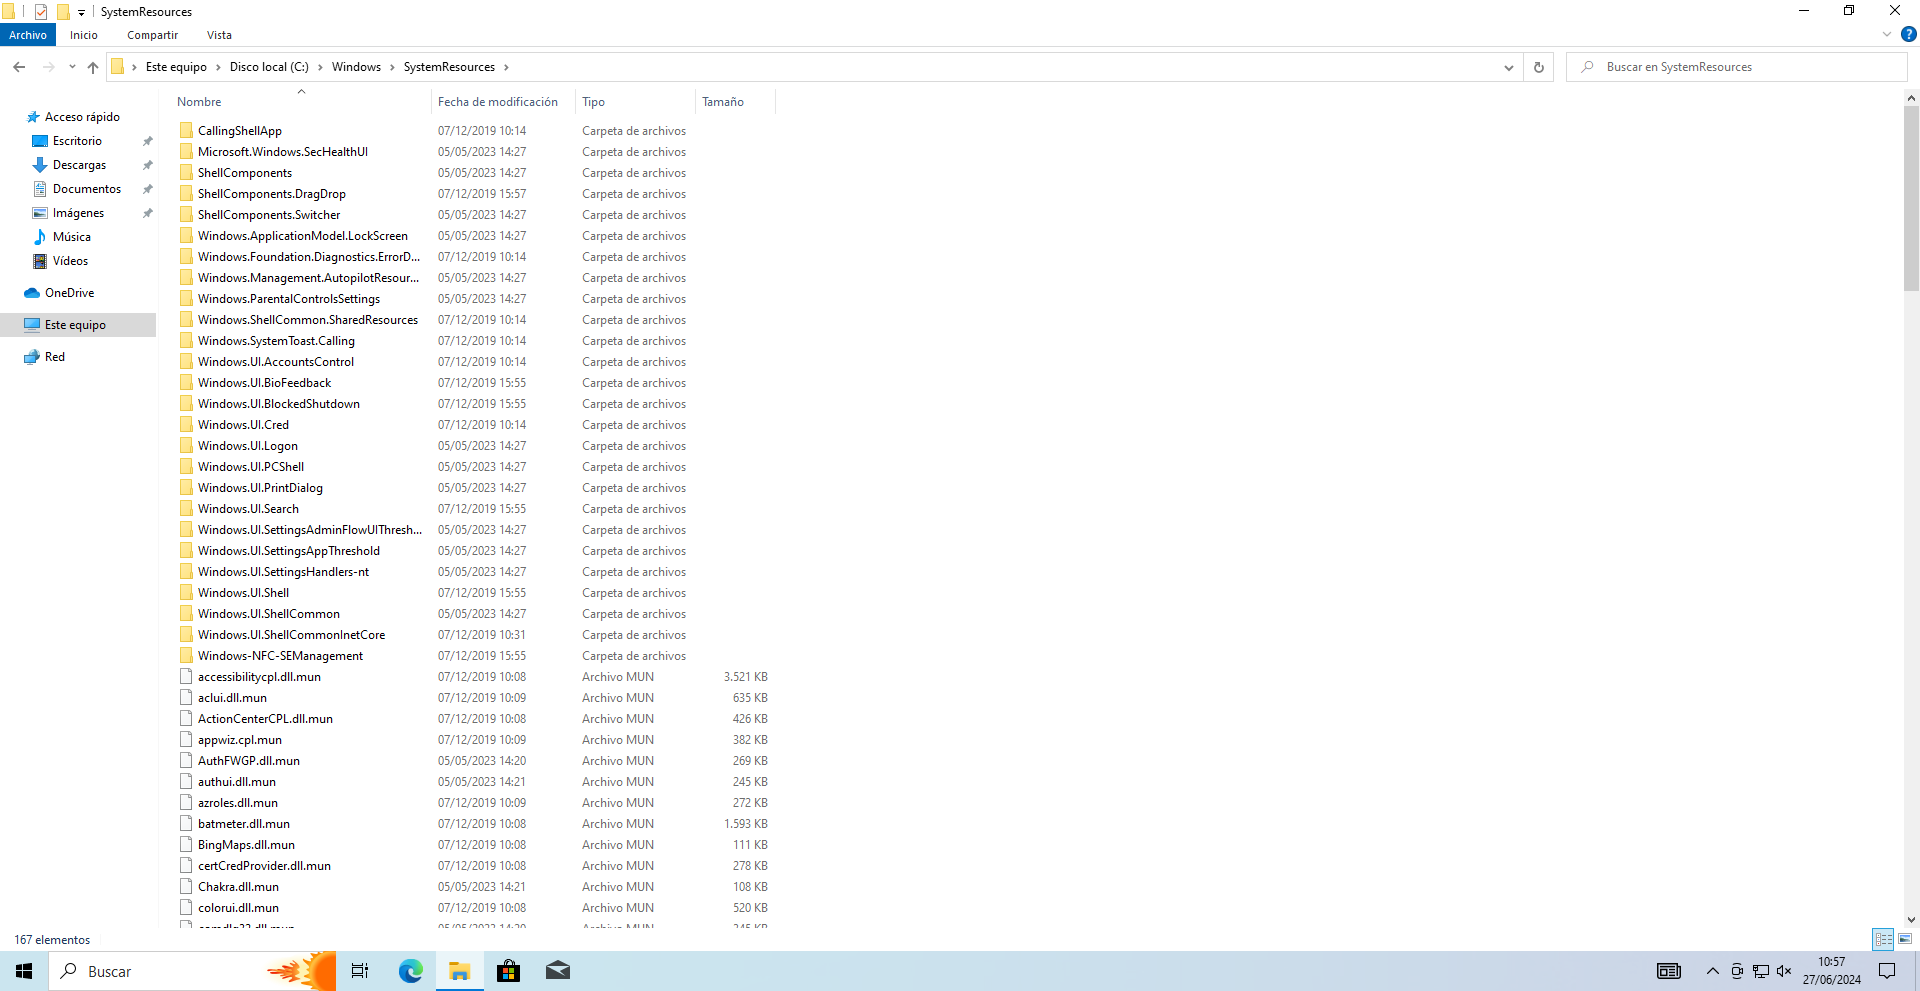 SystemResources
Archivo Inicio Compartir Vista
Este equipo Disco local (C:) Windows SystemResources
Buscar en SystemResources
Acceso rápido
Escritorio
Descargas
Documentos
Imágenes
Música
Vídeos
OneDrive
Este equipo
Red
Nombre Fecha de modificación Tipo Tamaño
CallingShellApp 07/12/2019 10:14 Carpeta de archivos
Microsoft.Windows.SecHealthUI 05/05/2023 14:27 Carpeta de archivos
ShellComponents 05/05/2023 14:27 Carpeta de archivos
ShellComponents.DragDrop 07/12/2019 15:57 Carpeta de archivos
ShellComponents.Switcher 05/05/2023 14:27 Carpeta de archivos
Windows.ApplicationModel.LockScreen 05/05/2023 14:27 Carpeta de archivos
Windows.Foundation.Diagnostics.ErrorD... 07/12/2019 10:14 Carpeta de archivos
Windows.Management.AutopilotResour... 05/05/2023 14:27 Carpeta de archivos
Windows.ParentalControlsSettings 05/05/2023 14:27 Carpeta de archivos
Windows.ShellCommon.SharedResources 07/12/2019 10:14 Carpeta de archivos
Windows.SystemToast.Calling 07/12/2019 10:14 Carpeta de archivos
Windows.UI.AccountsControl 07/12/2019 10:14 Carpeta de archivos
Windows.UI.BioFeedback 07/12/2019 15:55 Carpeta de archivos
Windows.UI.BlockedShutdown 07/12/2019 15:55 Carpeta de archivos
Windows.UI.Cred 07/12/2019 10:14 Carpeta de archivos
Windows.UI.Logon 05/05/2023 14:27 Carpeta de archivos
Windows.UI.PCShell 05/05/2023 14:27 Carpeta de archivos
Windows.UI.PrintDialog 05/05/2023 14:27 Carpeta de archivos
Windows.UI.Search 07/12/2019 15:55 Carpeta de archivos
Windows.UI.SettingsAdminFlowUIThresh... 05/05/2023 14:27 Carpeta de archivos
Windows.UI.SettingsAppThreshold 05/05/2023 14:27 Carpeta de archivos
Windows.UI.SettingsHandlers-nt 05/05/2023 14:27 Carpeta de archivos
Windows.UI.Shell 07/12/2019 15:55 Carpeta de archivos
Windows.UI.ShellCommon 05/05/2023 14:27 Carpeta de archivos
Windows.UI.ShellCommonInetCore 07/12/2019 10:31 Carpeta de archivos
Windows-NFC-SEManagement 07/12/2019 15:55 Carpeta de archivos
accessibilitycpl.dll.mun 07/12/2019 10:08 Archivo MUN 3.521 KB
aclui.dll.mun 07/12/2019 10:09 Archivo MUN 635 KB
ActionCenterCPL.dll.mun 07/12/2019 10:08 Archivo MUN 426 KB
appwiz.cpl.mun 07/12/2019 10:09 Archivo MUN 382 KB
AuthFWGP.dll.mun 05/05/2023 14:20 Archivo MUN 269 KB
authui.dll.mun 05/05/2023 14:21 Archivo MUN 245 KB
azroles.dll.mun 07/12/2019 10:09 Archivo MUN 272 KB
batmeter.dll.mun 07/12/2019 10:08 Archivo MUN 1.593 KB
BingMaps.dll.mun 07/12/2019 10:08 Archivo MUN 111 KB
certCredProvider.dll.mun 07/12/2019 10:08 Archivo MUN 278 KB
Chakra.dll.mun 05/05/2023 14:21 Archivo MUN 108 KB
colorui.dll.mun 07/12/2019 10:08 Archivo MUN 520 KB
167 elementos
Buscar
10:57
27/06/2024